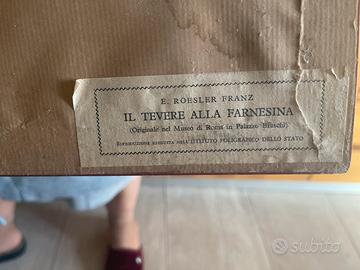 E. ROESLER FRANZ
IL TEVERE ALLA FARNESINA
(Originale nel Museo di Roma in Palazzo Braschi)
RIPRODUZIONE ESEGUITA NELL'ISTITUTO POLIGRAFICO DELLO STATO
subito